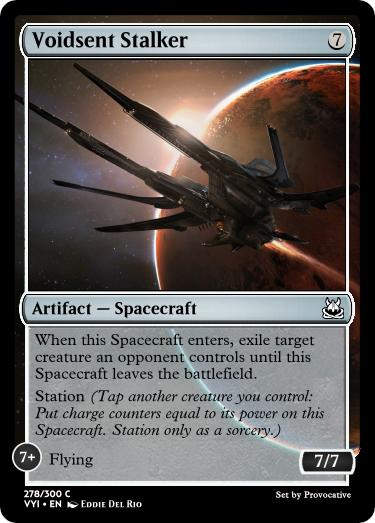 Voidsent Stalker 7
Artifact — Spacecraft
When this Spacecraft enters, exile target
creature an opponent controls until this
Spacecraft leaves the battlefield.
Station (Tap another creature you control:
Put charge counters equal to its power on this
Spacecraft. Station only as a sorcery.)
7+ Flying
7/7
278/300 C
VYI • EN Eddie Del Rio
Set by Provocative